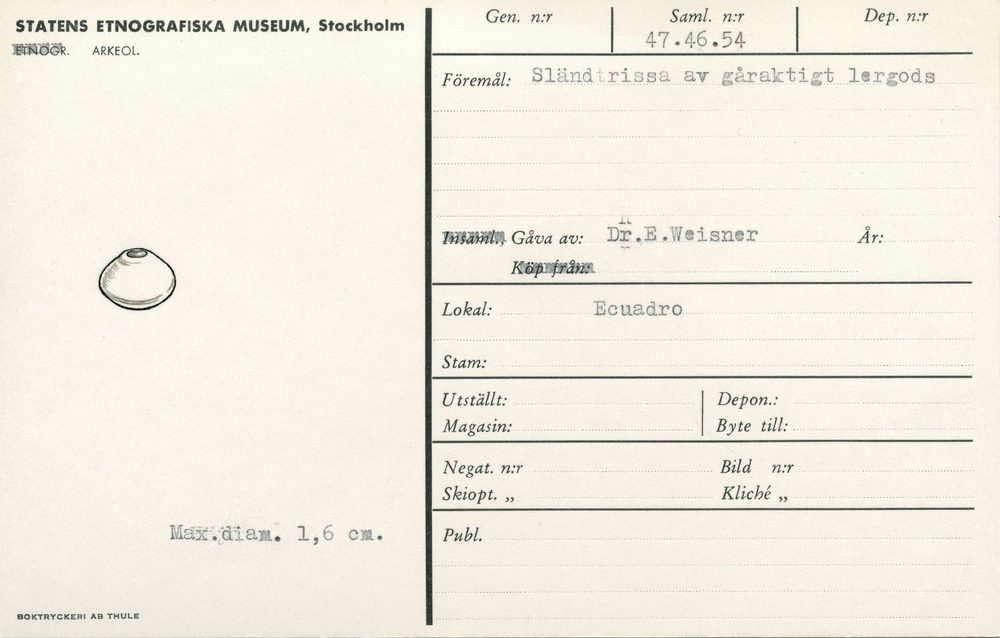 STATENS ETNOGRAFISKA MUSEUM, Stockholm
ETNOGR. ARKEOL.
Max.diam. 1,6 cm.
BOKTRYCKERI AB THULE
Gen. n:r
Saml. n:r
Dep. n:r
47.46.54
Föremål: Sländtrissa av gåraktigt lergods
Insaml., Gåva av: Dr.E.Weisner År:
Köp från:
Lokal: Ecuadro
Stam:
Utställt: Depon.:
Magasin: Byte till:
Negat. n:r Bild n:r
Skiopt. „ Kliché „
Publ.